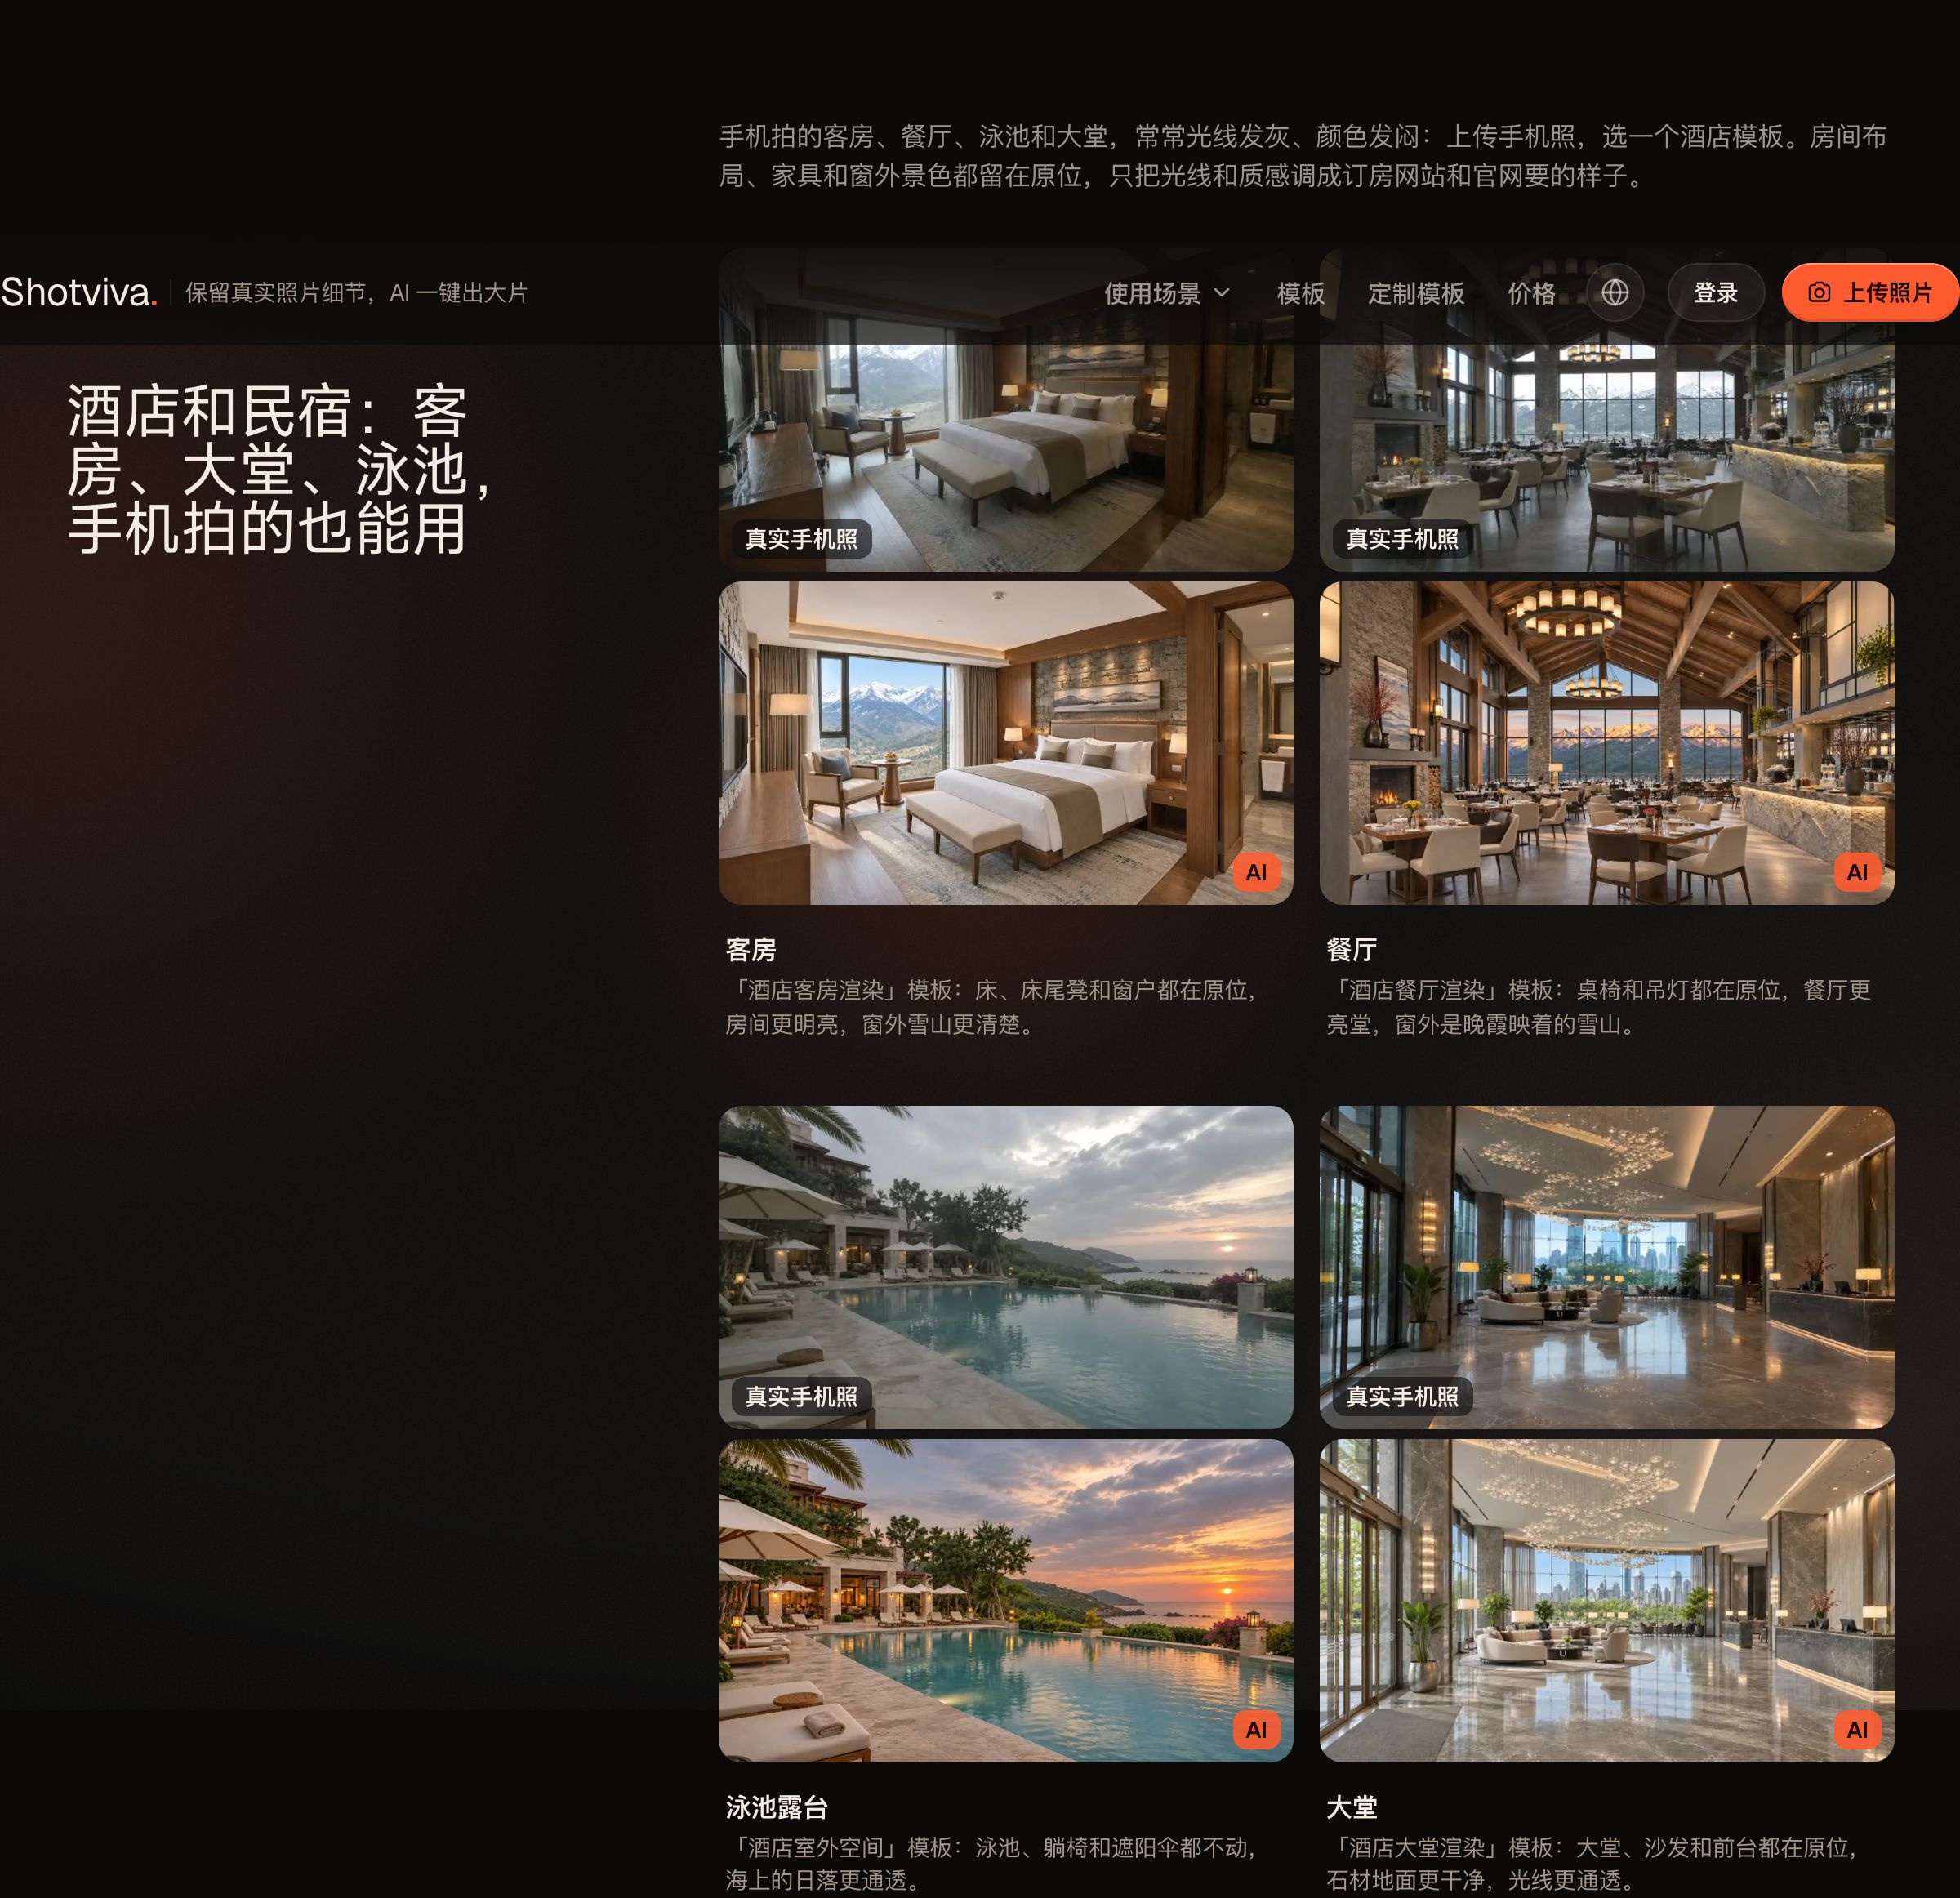 手机拍的客房、餐厅、泳池和大堂，常常光线发灰、颜色发闷：上传手机照，选一个酒店模板。房间布
局、家具和窗外景色都留在原位，只把光线和质感调成订房网站和官网要的样子。
Shotviva. 保留真实照片细节，AI 一键出大片 使用场景 模板 定制模板 价格 登录 上传照片
酒店和民宿：客
房、大堂、泳池，
手机拍的也能用
真实手机照 真实手机照
AI AI
客房
「酒店客房渲染」模板：床、床尾凳和窗户都在原位，
房间更明亮，窗外雪山更清楚。
餐厅
「酒店餐厅渲染」模板：桌椅和吊灯都在原位，餐厅更
亮堂，窗外是晚霞映着的雪山。
真实手机照 真实手机照
AI AI
泳池露台
「酒店室外空间」模板：泳池、躺椅和遮阳伞都不动，
海上的日落更通透。
大堂
「酒店大堂渲染」模板：大堂、沙发和前台都在原位，
石材地面更干净，光线更通透。